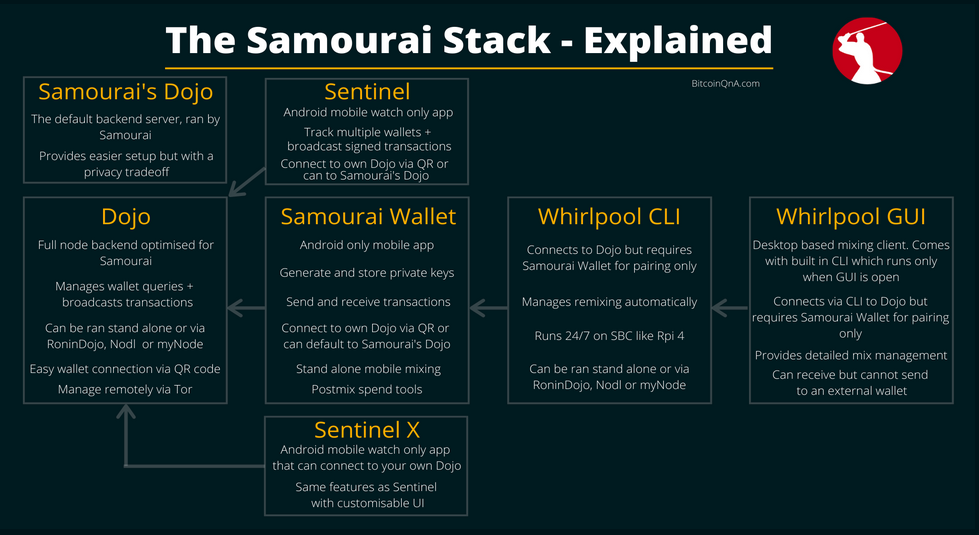 The Samourai Stack - Explained
BitcoinQnA.com
Samourai's Dojo
The default backend server, ran by
Samourai
Provides easier setup but with a
privacy tradeoff
Sentinel
Android mobile watch only app
Track multiple wallets +
broadcast signed transactions
Connect to own Dojo via QR or
can to Samourai's Dojo
Dojo
Full node backend optimised for
Samourai
Manages wallet queries +
broadcasts transactions
Can be ran stand alone or via
RoninDojo, Nodl or myNode
Easy wallet connection via QR code
Manage remotely via Tor
Samourai Wallet
Android only mobile app
Generate and store private keys
Send and receive transactions
Connect to own Dojo via QR or
can default to Samourai's Dojo
Stand alone mobile mixing
Postmix spend tools
Whirlpool CLI
Connects to Dojo but requires
Samourai Wallet for pairing only
Manages remixing automatically
Runs 24/7 on SBC like Rpi 4
Can be ran stand alone or via
RoninDojo, Nodl or myNode
Whirlpool GUI
Desktop based mixing client. Comes
with built in CLI which runs only
when GUI is open
Connects via CLI to Dojo but
requires Samourai Wallet for pairing
only
Provides detailed mix management
Can receive but cannot send
to an external wallet
Sentinel X
Android mobile watch only app
that can connect to your own Dojo
Same features as Sentinel
with customisable UI